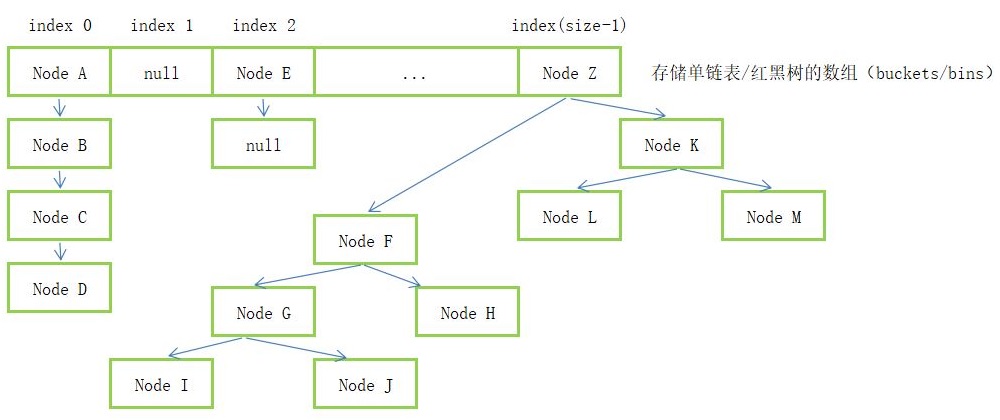 index 0 index 1 index 2 index(size-1)
Node A null Node E ... Node Z 存储单链表/红黑树的数组（buckets/bins）
Node B null Node K
Node C Node L Node M
Node F
Node D
Node G Node H
Node I Node J